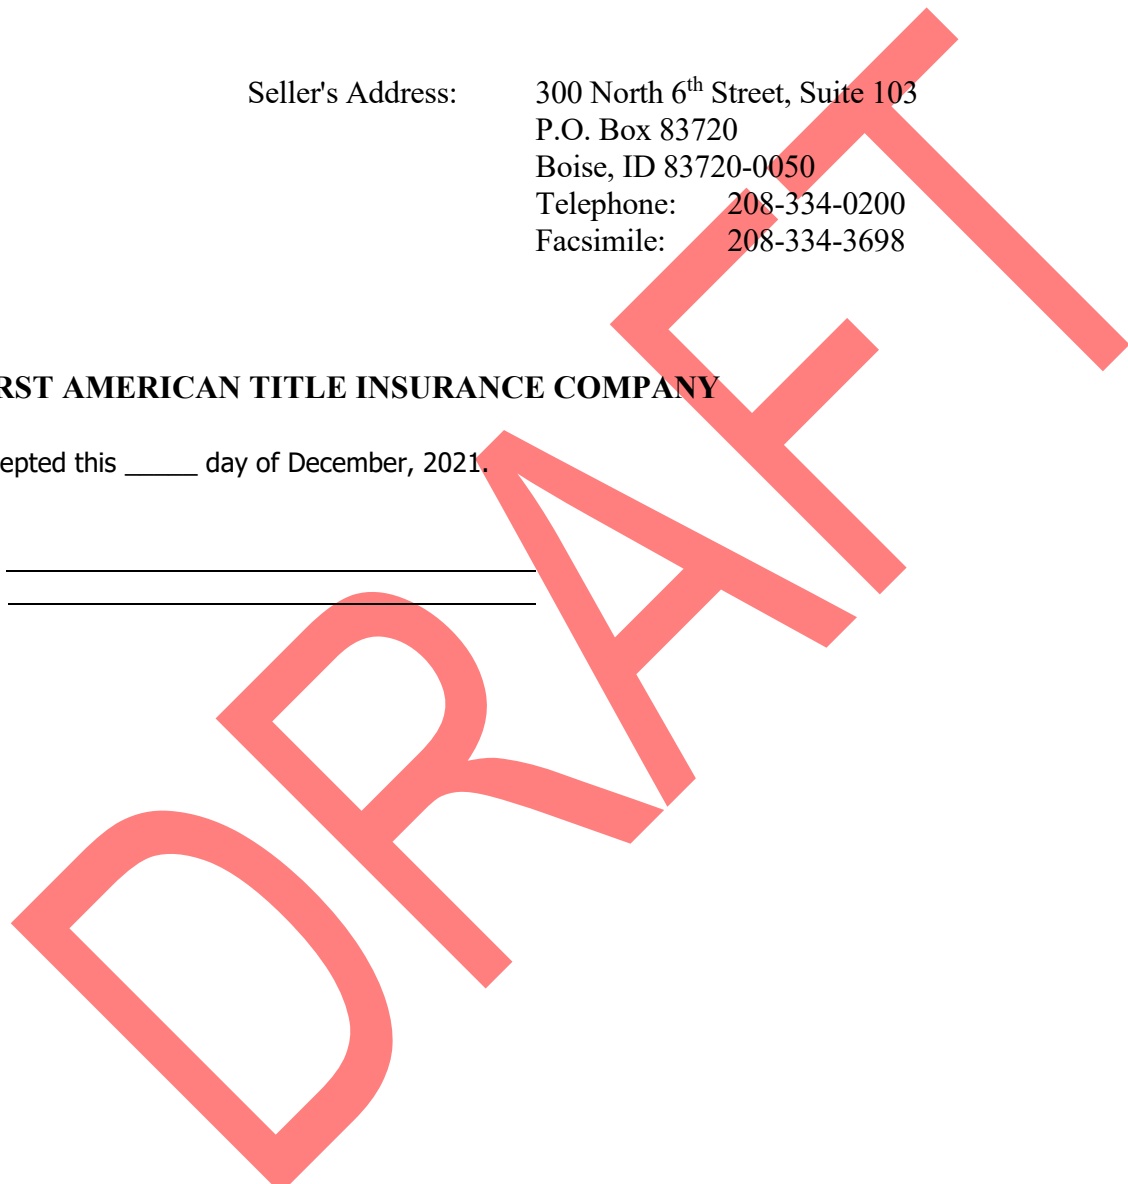 Seller's Address: 300 North 6th Street, Suite 103
P.O. Box 83720
Boise, ID 83720-0050
Telephone: 208-334-0200
Facsimile: 208-334-3698
RST AMERICAN TITLE INSURANCE COMPANY
epted this _____ day of December, 2021.
DRAFT